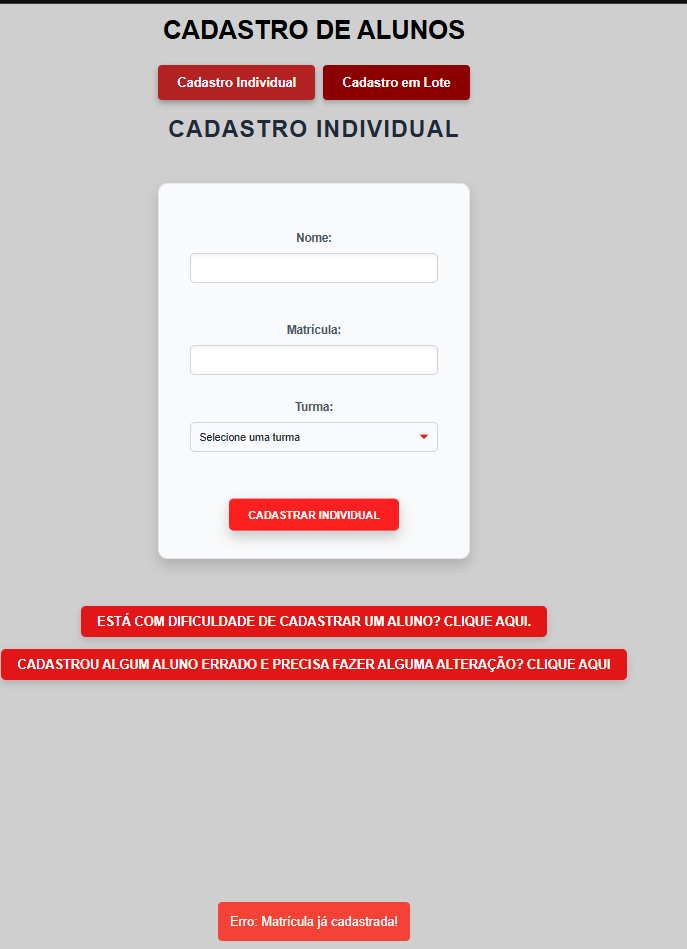 CADASTRO DE ALUNOS
Cadastro Individual Cadastro em Lote
CADASTRO INDIVIDUAL
Nome:
Matrícula:
Turma:
Selecione uma turma
CADASTRAR INDIVIDUAL
ESTÁ COM DIFICULDADE DE CADASTRAR UM ALUNO? CLIQUE AQUI.
CADASTROU ALGUM ALUNO ERRADO E PRECISA FAZER ALGUMA ALTERAÇÃO? CLIQUE AQUI
Erro: Matrícula já cadastrada!